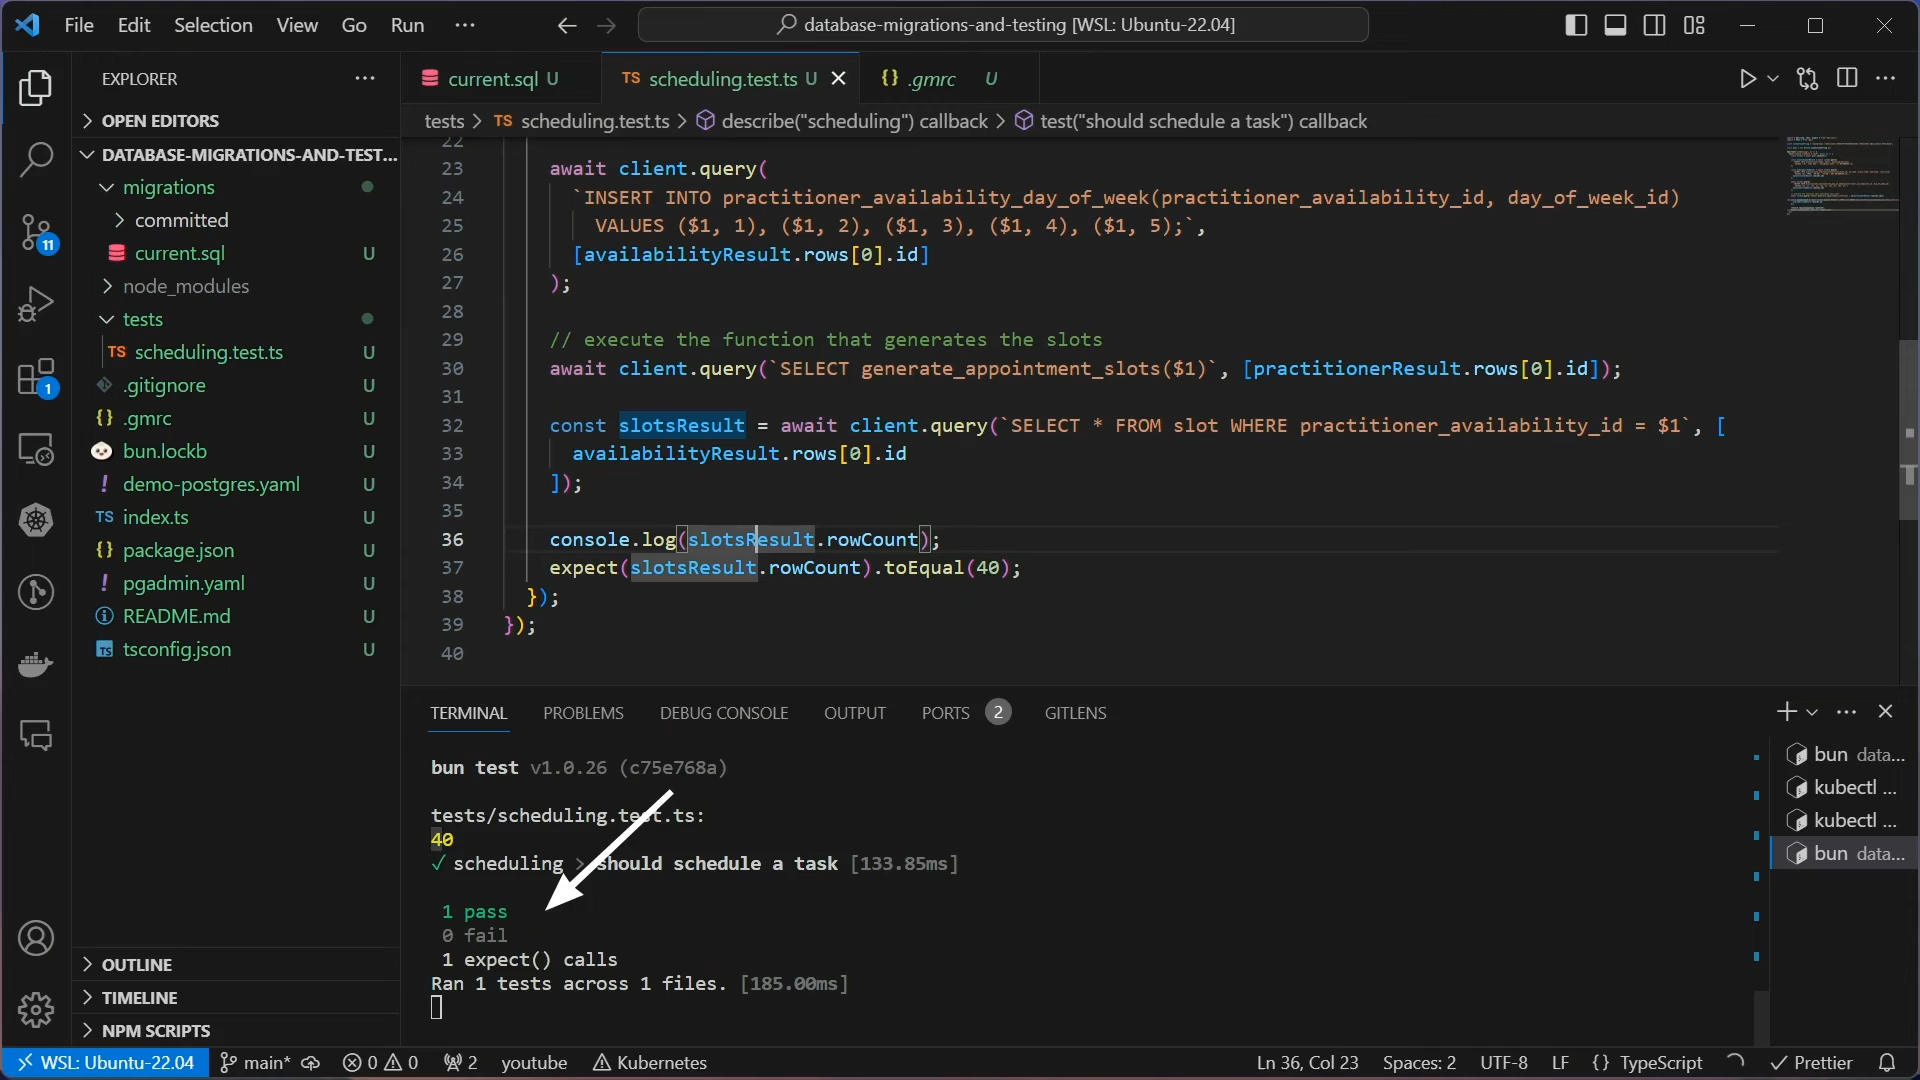 File Edit Selection View Go Run ···
database-migrations-and-testing [WSL: Ubuntu-22.04]
EXPLORER
OPEN EDITORS
DATABASE-MIGRATIONS-AND-TEST...
migrations
committed
current.sql U
node_modules
tests
TS scheduling.test.ts U
.gitignore U
{} .gmrc U
bun.lockb U
! demo-postgres.yaml U
TS index.ts U
{} package.json U
! pgadmin.yaml U
README.md U
TS tsconfig.json U
OUTLINE
TIMELINE
NPM SCRIPTS
11
1
current.sql U
TS scheduling.test.ts U
{} .gmrc U
tests > TS scheduling.test.ts > describe("scheduling") callback > test("should schedule a task") callback
22
23 await client.query(
24 `INSERT INTO practitioner_availability_day_of_week(practitioner_availability_id, day_of_week_id)
25 VALUES ($1, 1), ($1, 2), ($1, 3), ($1, 4), ($1, 5);`,
26 [availabilityResult.rows[0].id]
27 );
28
29 // execute the function that generates the slots
30 await client.query(`SELECT generate_appointment_slots($1)`, [practitionerResult.rows[0].id]);
31
32 const slotsResult = await client.query(`SELECT * FROM slot WHERE practitioner_availability_id = $1`, [
33 availabilityResult.rows[0].id
34 ]);
35
36 console.log(slotsResult.rowCount);
37 expect(slotsResult.rowCount).toEqual(40);
38 });
39 });
40
TERMINAL PROBLEMS DEBUG CONSOLE OUTPUT PORTS 2 GITLENS
bun test v1.0.26 (c75e768a)
tests/scheduling.test.ts:
40
✓ scheduling > should schedule a task [133.85ms]
1 pass
0 fail
1 expect() calls
Ran 1 tests across 1 files. [185.00ms]
bun data...
kubectl ...
kubectl ...
bun data...
WSL: Ubuntu-22.04 main* 0 0 2 youtube Kubernetes
Ln 36, Col 23 Spaces: 2 UTF-8 LF {} TypeScript Prettier